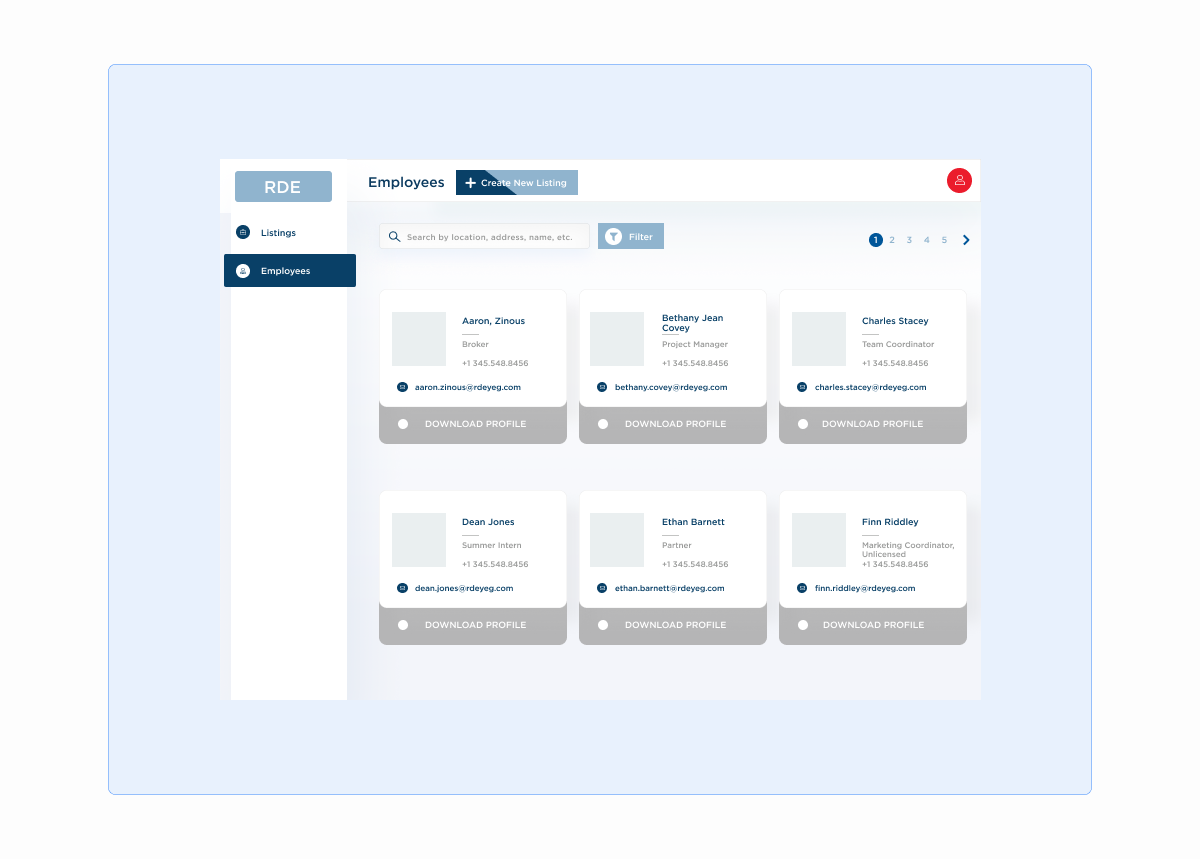 RDE
Employees
Create New Listing
Listings
Employees
Search by location, address, name, etc.
Filter
1 2 3 4 5
Aaron, Zinous
Broker
+1 345.548.8456
aaron.zinous@rdeyeg.com
DOWNLOAD PROFILE
Bethany Jean
Covey
Project Manager
+1 345.548.8456
bethany.covey@rdeyeg.com
DOWNLOAD PROFILE
Charles Stacey
Team Coordinator
+1 345.548.8456
charles.stacey@rdeyeg.com
DOWNLOAD PROFILE
Dean Jones
Summer Intern
+1 345.548.8456
dean.jones@rdeyeg.com
DOWNLOAD PROFILE
Ethan Barnett
Partner
+1 345.548.8456
ethan.barnett@rdeyeg.com
DOWNLOAD PROFILE
Finn Riddley
Marketing Coordinator,
Unlicensed
+1 345.548.8456
finn.riddley@rdeyeg.com
DOWNLOAD PROFILE